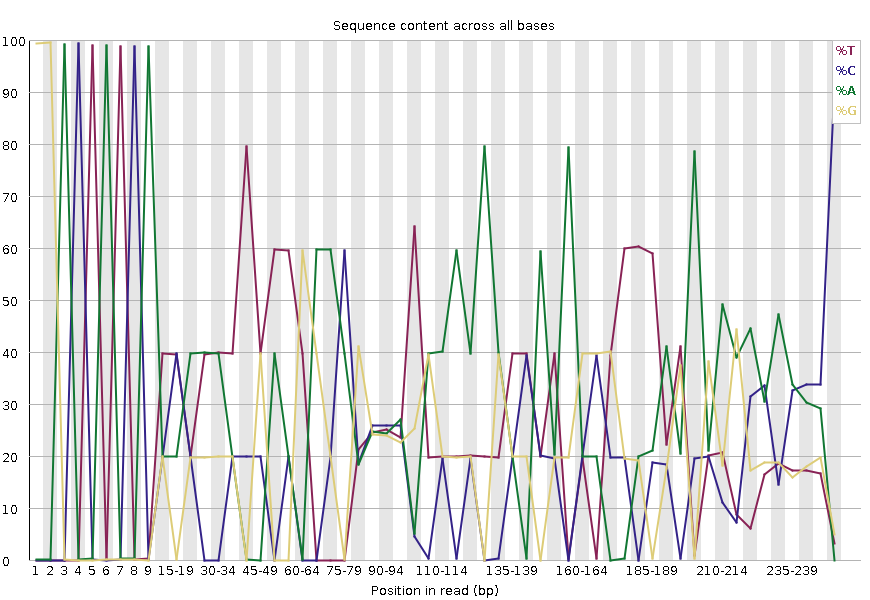 Sequence content across all bases
%T
%C
%A
%G
100
90
80
70
60
50
40
30
20
10
0
1 2 3 4 5 6 7 8 9 15-19 30-34 45-49 60-64 75-79 90-94 110-114 135-139 160-164 185-189 210-214 235-239
Position in read (bp)